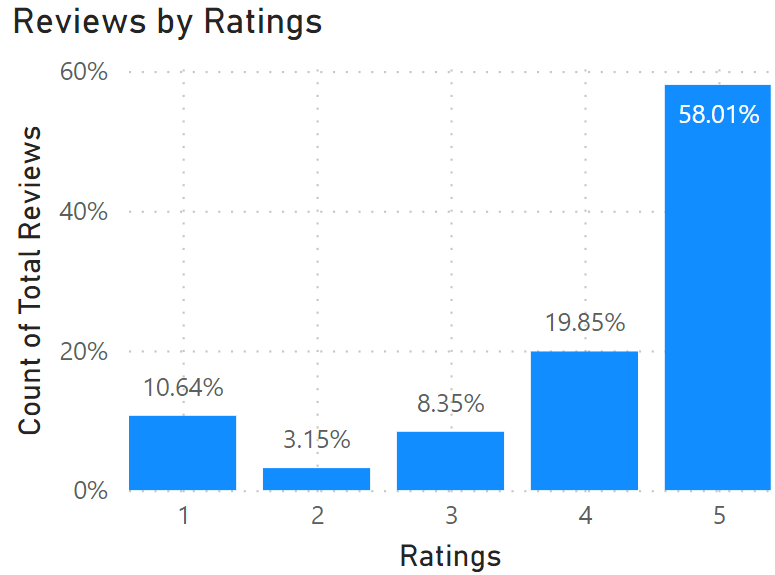 Reviews by Ratings
Count of Total Reviews
60%
40%
20%
0%
10.64%
3.15%
8.35%
19.85%
58.01%
1 2 3 4 5
Ratings